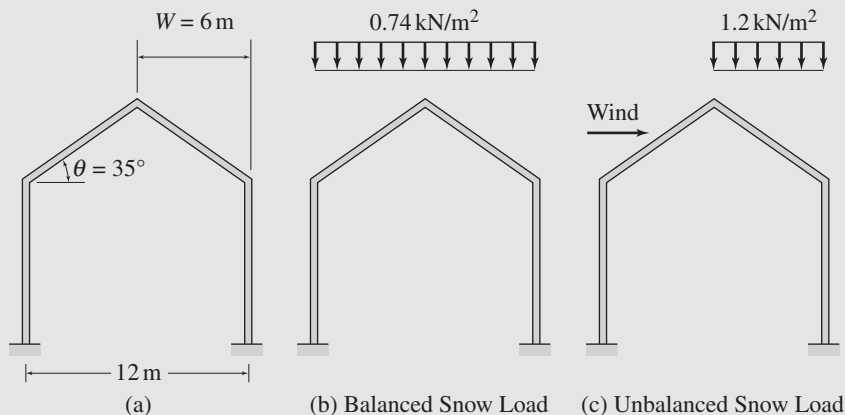 W = 6 m
0.74 kN/m²
1.2 kN/m²
Wind
θ = 35°
12 m
(a)
(b) Balanced Snow Load
(c) Unbalanced Snow Load